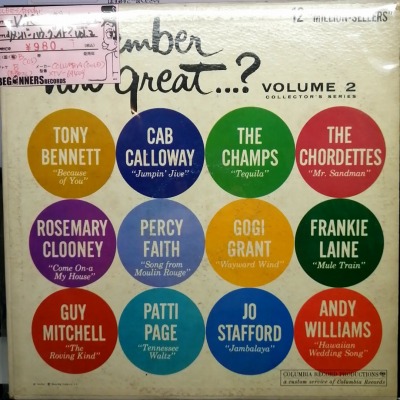 12 MILLION-SELLERS
¥980
BEGINNERS RECORDS
how great...? VOLUME 2
COLLECTOR'S SERIES
TONY
BENNETT
"Because
of You"
CAB
CALLOWAY
"Jumpin' Jive"
THE
CHAMPS
"Tequila"
THE
CHORDETTES
"Mr. Sandman"
ROSEMARY
CLOONEY
"Come On-a
My House"
PERCY
FAITH
"Song from
Moulin Rouge"
GOGI
GRANT
"Wayward Wind"
FRANKIE
LAINE
"Mule Train"
GUY
MITCHELL
"The
Roving Kind"
PATTI
PAGE
"Tennessee
Waltz"
JO
STAFFORD
"Jambalaya"
ANDY
WILLIAMS
"Hawaiian
Wedding Song"
COLUMBIA RECORD PRODUCTIONS
a custom service of Columbia Records